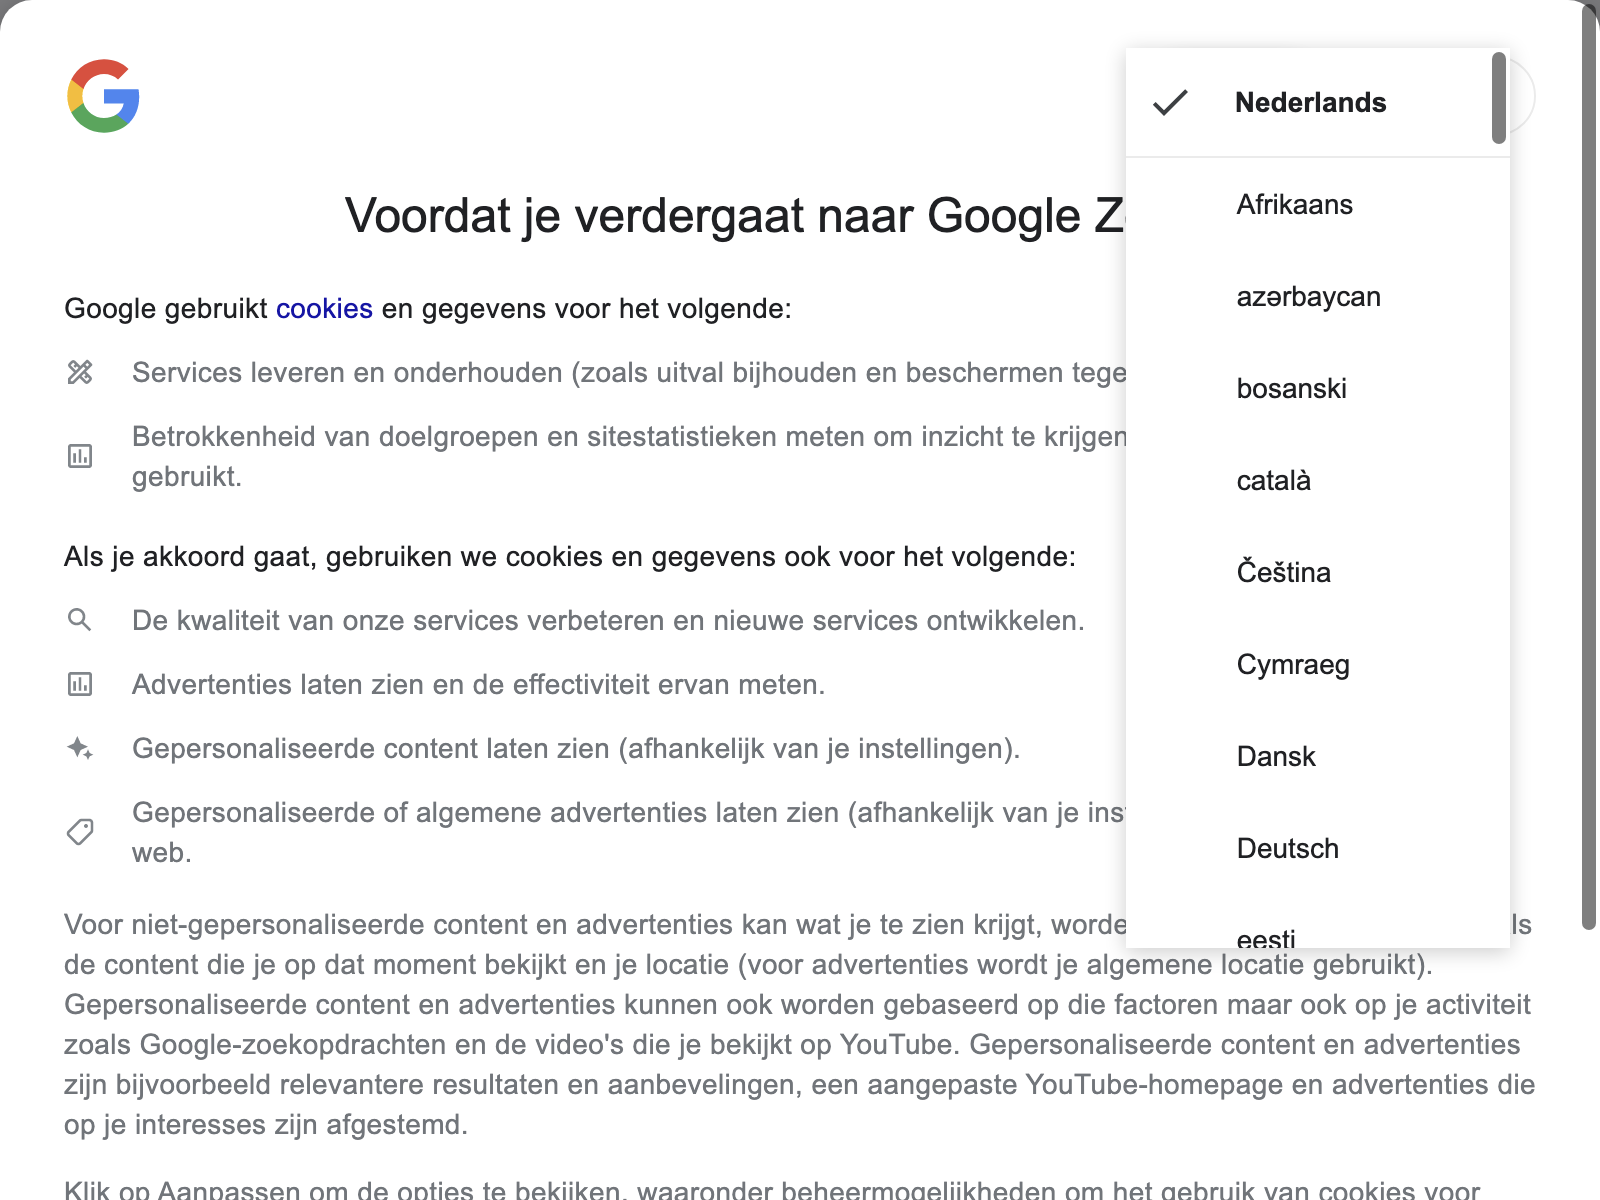 Nederlands
Afrikaans
azərbaycan
bosanski
català
Čeština
Cymraeg
Dansk
Deutsch
eesti
Voordat je verdergaat naar Google
Google gebruikt cookies en gegevens voor het volgende:
Services leveren en onderhouden (zoals uitval bijhouden en beschermen
Betrokkenheid van doelgroepen en sitestatistieken meten om inzicht te krijgen
gebruikt.
Als je akkoord gaat, gebruiken we cookies en gegevens ook voor het volgende:
De kwaliteit van onze services verbeteren en nieuwe services ontwikkelen.
Advertenties laten zien en de effectiviteit ervan meten.
Gepersonaliseerde content laten zien (afhankelijk van je instellingen).
Gepersonaliseerde of algemene advertenties laten zien (afhankelijk van je
web.
Voor niet-gepersonaliseerde content en advertenties kan wat je te zien krijgt,
de content die je op dat moment bekijkt en je locatie (voor advertenties wordt je algemene locatie gebruikt).
Gepersonaliseerde content en advertenties kunnen ook worden gebaseerd op die factoren maar ook op je activiteit
zoals Google-zoekopdrachten en de video's die je bekijkt op YouTube. Gepersonaliseerde content en advertenties
zijn bijvoorbeeld relevantere resultaten en aanbevelingen, een aangepaste YouTube-homepage en advertenties die
op je interesses zijn afgestemd.
Klik op Aanpassen om de opties te bekijken, waaronder beheermogelijkheden om het gebruik van cookies voor